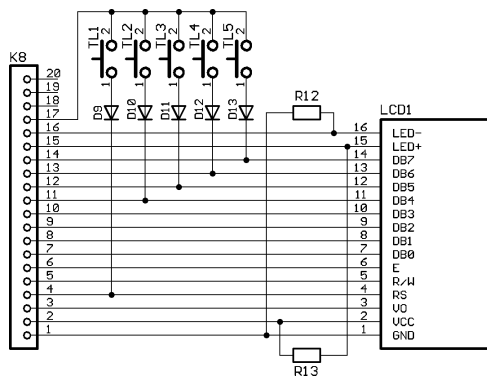 TL1 TL2 TL3 TL4 TL5
2 2 2 2 2
K8
1 1 1 1 1
D9 D10 D11 D12 D13
R12
LCD1
20
19
18
17
16 16 LED-
15 15 LED+
14 14 DB7
13 13 DB6
12 12 DB5
11 11 DB4
10 10 DB3
9 9 DB2
8 8 DB1
7 7 DB0
6 6 E
5 5 R/W
4 4 RS
3 3 VO
2 2 VCC
1 1 GND
R13